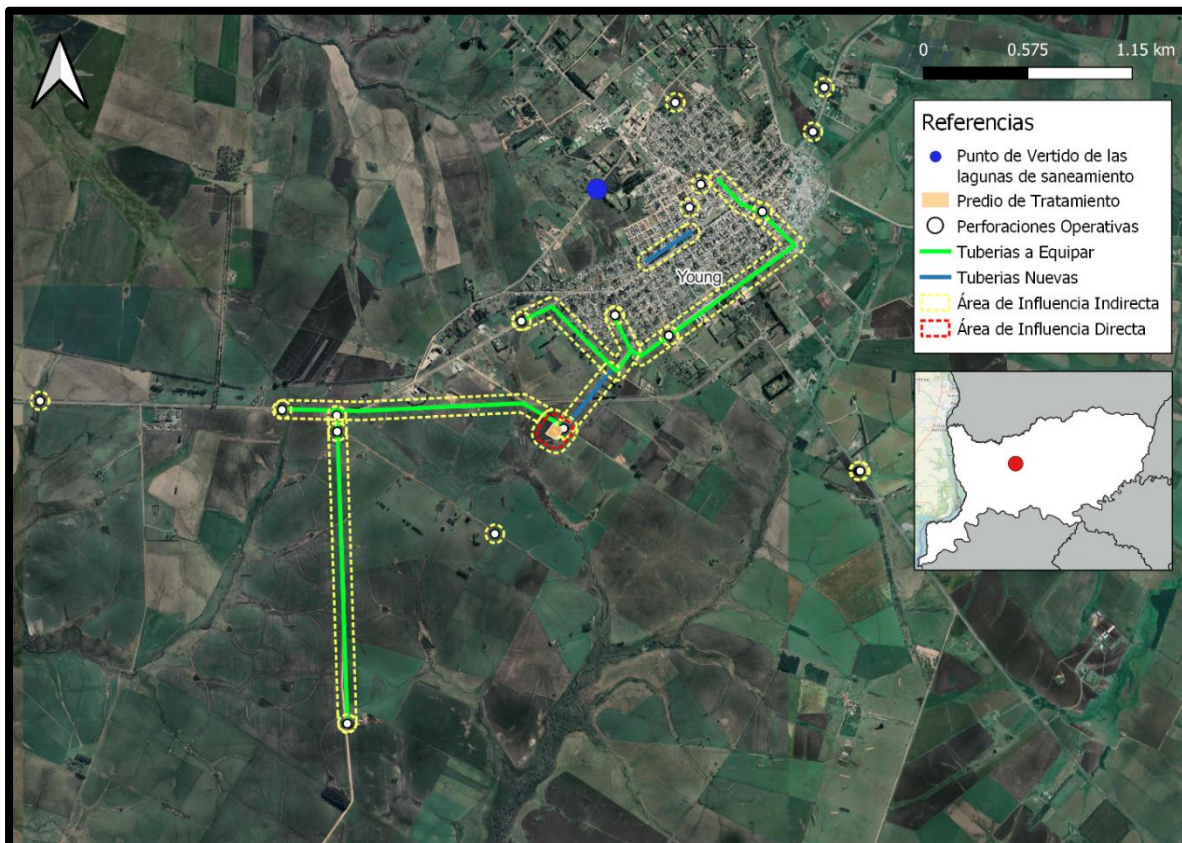 0 0.575 1.15 km
Referencias
Punto de Vertido de las
lagunas de saneamiento
Predio de Tratamiento
Perforaciones Operativas
Tuberias a Equipar
Tuberias Nuevas
Área de Influencia Indirecta
Área de Influencia Directa
Young